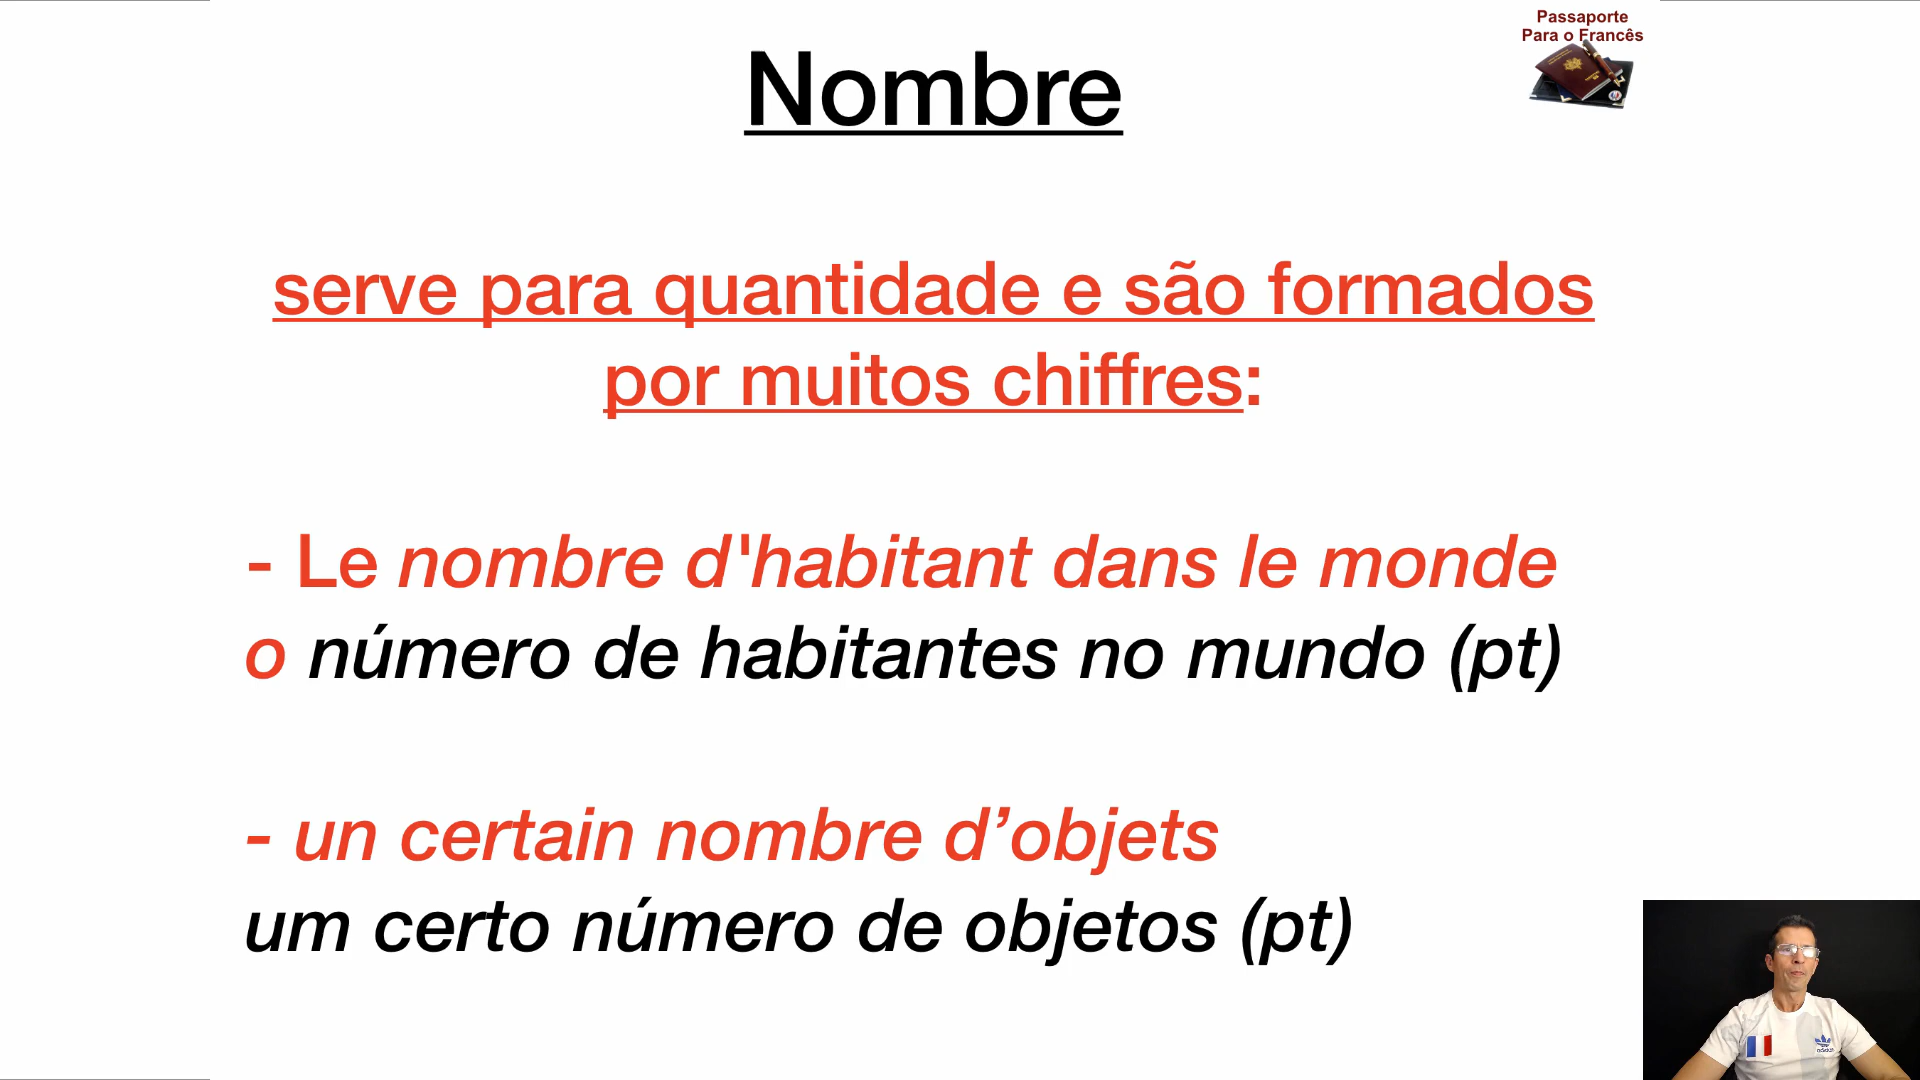 Passaporte
Para o Francês
Nombre
serve para quantidade e são formados
por muitos chiffres:
- Le nombre d'habitant dans le monde
o número de habitantes no mundo (pt)
- un certain nombre d’objets
um certo número de objetos (pt)
adidas